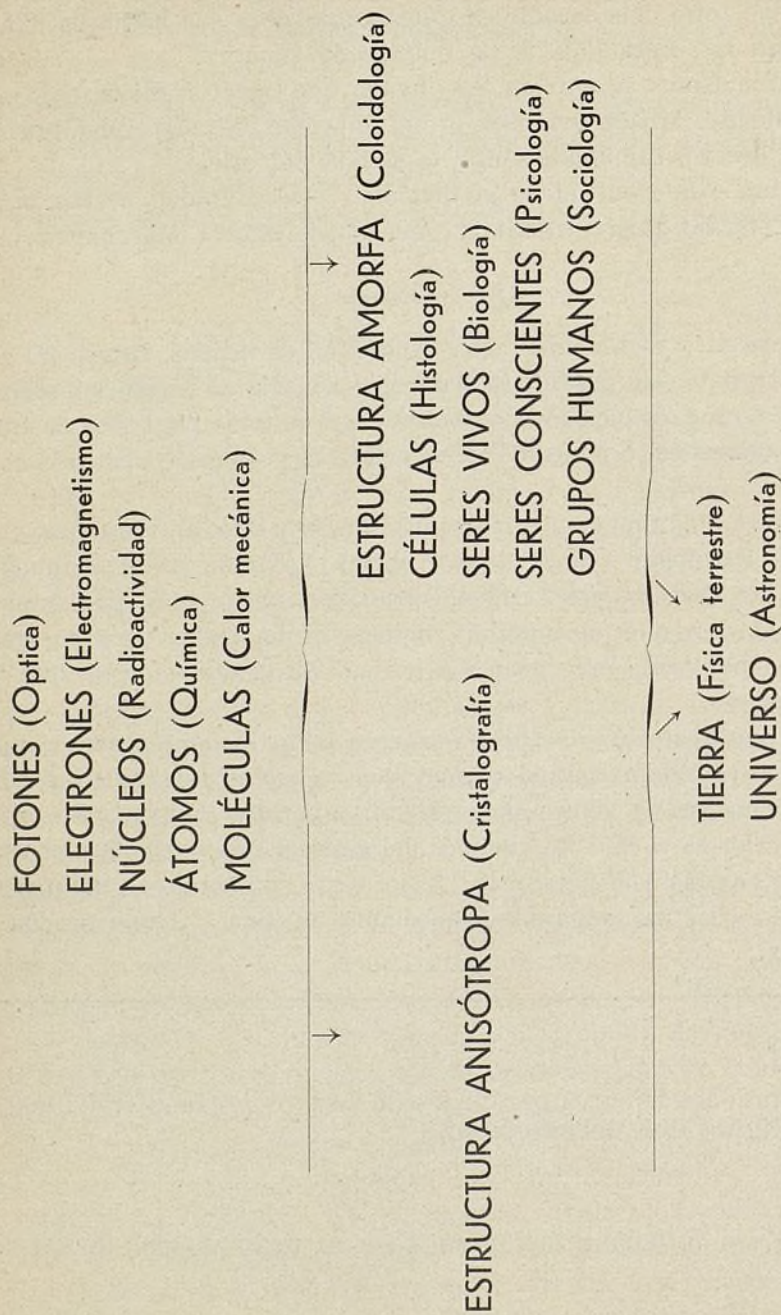 FOTONES (Optica)
ELECTRONES (Electromagnetismo)
NÚCLEOS (Radioactividad)
ÁTOMOS (Química)
MOLÉCULAS (Calor mecánica)
ESTRUCTURA ANISÓTROPA (Cristalografía)
ESTRUCTURA AMORFA (Coloidología)
CÉLULAS (Histología)
SERES VIVOS (Biología)
SERES CONSCIENTES (Psicología)
GRUPOS HUMANOS (Sociología)
TIERRA (Física terrestre)
UNIVERSO (Astronomía)